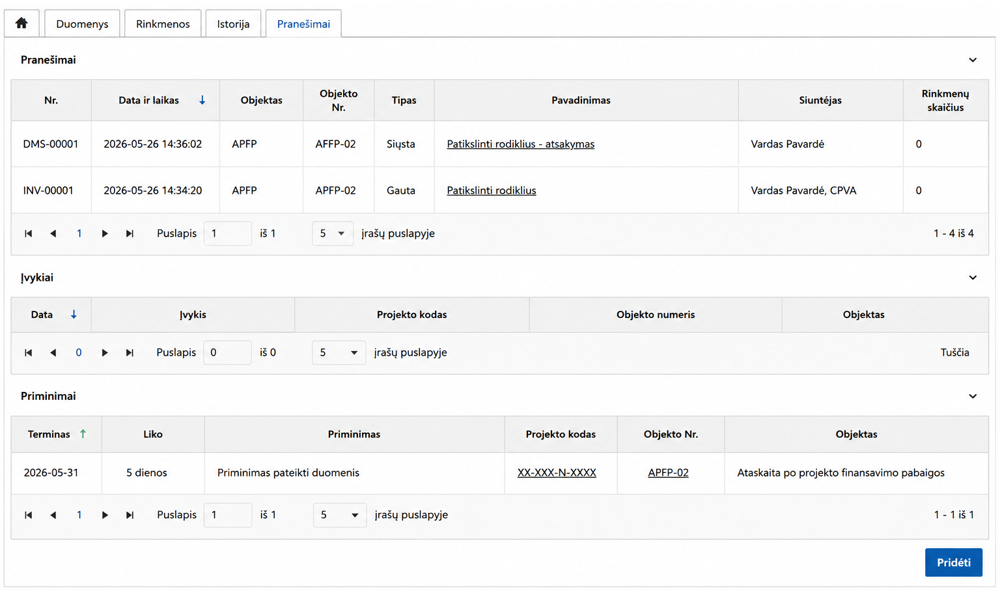 Duomenys Rinkmenos Istorija Pranešimai
Pranešimai
Nr. Data ir laikas Objektas Objekto Nr. Tipas Pavadinimas Siuntėjas Rinkmenų skaičius
DMS-00001 2026-05-26 14:36:02 APFP AFFP-02 Siųsta Patikslinti rodiklius - atsakymas Vardas Pavardė 0
INV-00001 2026-05-26 14:34:20 APFP APFP-02 Gauta Patikslinti rodiklius Vardas Pavardė, CPVA 0
1 Puslapis 1 iš 1 5 įrašų puslapyje 1 - 4 iš 4
Įvykiai
Data Įvykis Projekto kodas Objekto numeris Objektas
0 Puslapis 0 iš 0 5 įrašų puslapyje Tuščia
Priminimai
Terminas Liko Priminimas Projekto kodas Objekto Nr. Objektas
2026-05-31 5 dienos Priminimas pateikti duomenis XX-XXX-N-XXXX APFP-02 Ataskaita po projekto finansavimo pabaigos
1 Puslapis 1 iš 1 5 įrašų puslapyje 1 - 1 iš 1
Pridėti